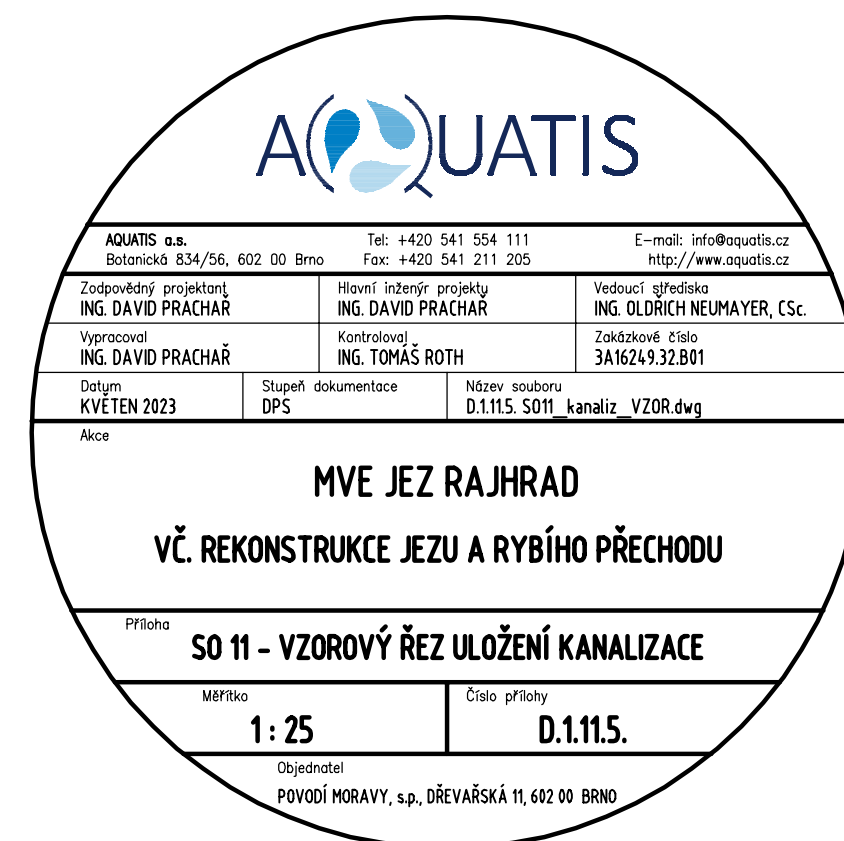 AQUATIS
AQUATIS a.s. Tel: +420 541 554 111 E-mail: info@aquatis.cz
Botanická 834/56, 602 00 Brno Fax: +420 541 211 205 http://www.aquatis.cz
Zodpovědný projektant Hlavní inženýr projektu Vedoucí střediska
ING. DAVID PRACHAŘ ING. DAVID PRACHAŘ ING. OLDŘICH NEUMAYER, CSc.
Vypracoval Kontroloval Zakázkové číslo
ING. DAVID PRACHAŘ ING. TOMÁŠ ROTH 3A16249.32.B01
Datum Stupeň dokumentace Název souboru
KVĚTEN 2023 DPS D.1.11.5. SO11_kanaliz_VZOR.dwg
Akce
MVE JEZ RAJHRAD
VČ. REKONSTRUKCE JEZU A RYBÍHO PŘECHODU
Příloha
SO 11 - VZOROVÝ ŘEZ ULOŽENÍ KANALIZACE
Měřítko Číslo přílohy
1 : 25 D.1.11.5.
Objednatel
POVODÍ MORAVY, s.p., DŘEVAŘSKÁ 11, 602 00 BRNO